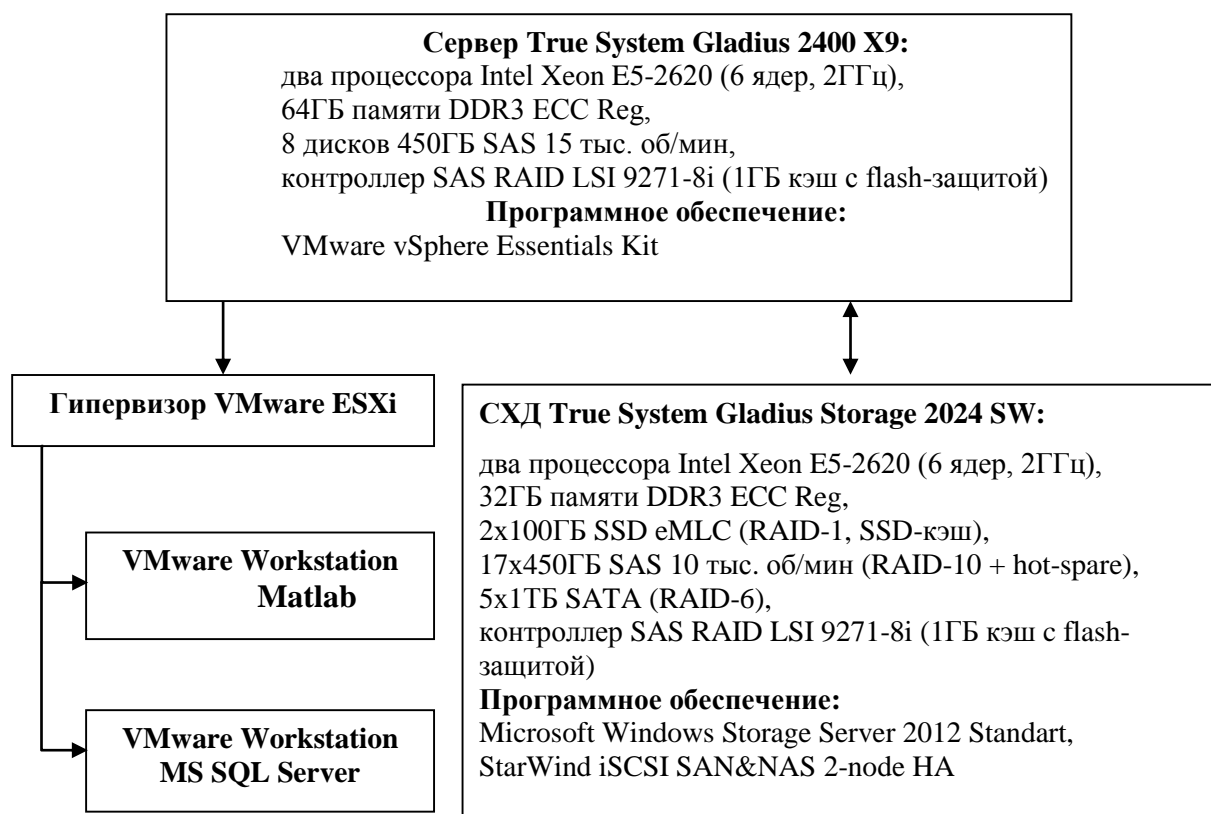 Сервер True System Gladius 2400 X9:
два процессора Intel Xeon E5-2620 (6 ядер, 2ГГц),
64ГБ памяти DDR3 ECC Reg,
8 дисков 450ГБ SAS 15 тыс. об/мин,
контроллер SAS RAID LSI 9271-8i (1ГБ кэш с flash-защитой)
Программное обеспечение:
VMware vSphere Essentials Kit
Гипервизор VMware ESXi
VMware Workstation
Matlab
VMware Workstation
MS SQL Server
СХД True System Gladius Storage 2024 SW:
два процессора Intel Xeon E5-2620 (6 ядер, 2ГГц),
32ГБ памяти DDR3 ECC Reg,
2x100ГБ SSD eMLC (RAID-1, SSD-кэш),
17x450ГБ SAS 10 тыс. об/мин (RAID-10 + hot-spare),
5x1ТБ SATA (RAID-6),
контроллер SAS RAID LSI 9271-8i (1ГБ кэш с flash-
защитой)
Программное обеспечение:
Microsoft Windows Storage Server 2012 Standart,
StarWind iSCSI SAN&NAS 2-node HA